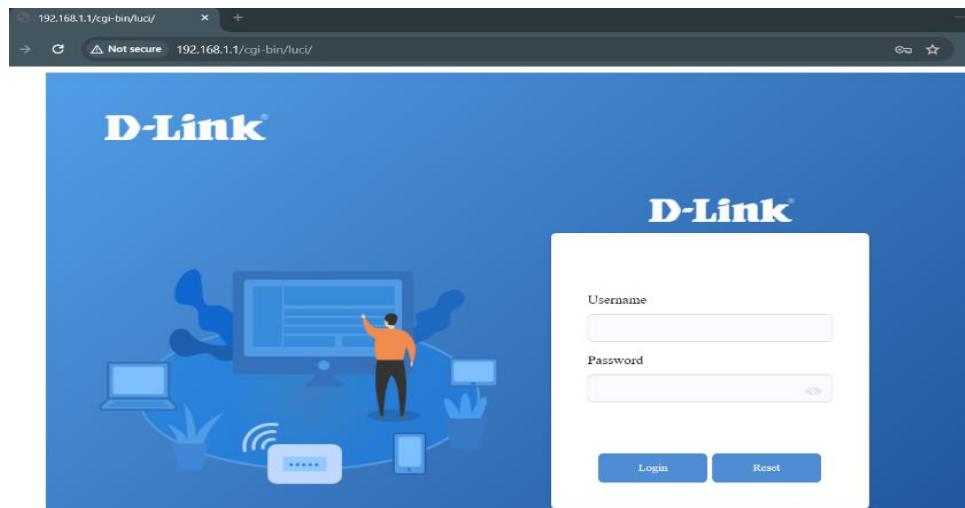 192.168.1.1/cgi-bin/luci/
Not secure 192.168.1.1/cgi-bin/luci/
D-Link
D-Link
Username
Password
Login Reset